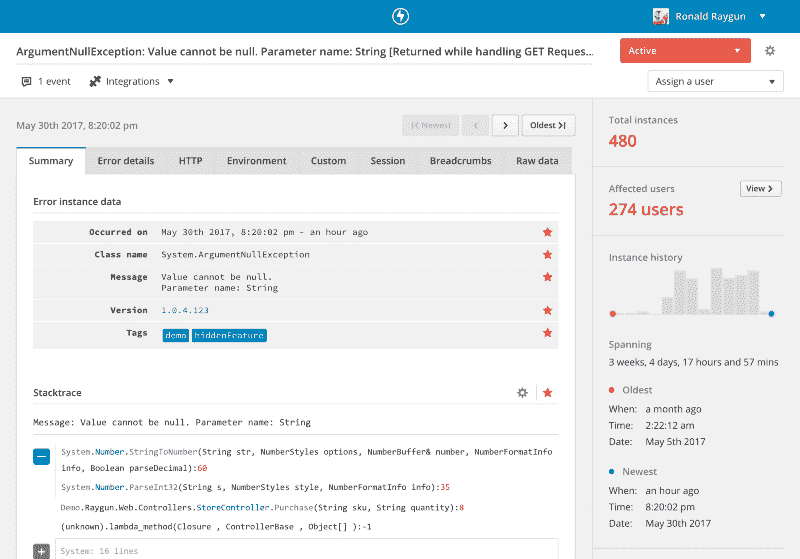 Ronald Raygun
ArgumentNullException: Value cannot be null. Parameter name: String [Returned while handling GET Reques...
Active
1 event
Integrations
Assign a user
May 30th 2017, 8:20:02 pm
Newest
Oldest
Summary
Error details
HTTP
Environment
Custom
Session
Breadcrumbs
Raw data
Error instance data
Occurred on
May 30th 2017, 8:20:02 pm - an hour ago
Class name
System.ArgumentNullException
Message
Value cannot be null.
Parameter name: String
Version
1.0.4.123
Tags
demo
hiddenFeature
Stacktrace
Message: Value cannot be null. Parameter name: String
System.Number.StringToNumber(String str, NumberStyles options, NumberBuffer& number, NumberFormatInfo
info, Boolean parseDecimal):60
System.Number.ParseInt32(String s, NumberStyles style, NumberFormatInfo info):35
Demo.Raygun.Web.Controllers.StoreController.Purchase(String sku, String quantity):8
(unknown).lambda_method(Closure , ControllerBase , Object[] ):-1
System: 16 lines
Total instances
480
Affected users
View
274 users
Instance history
Spanning
3 weeks, 4 days, 17 hours and 57 mins
Oldest
When: a month ago
Time: 2:22:12 am
Date: May 5th 2017
Newest
When: an hour ago
Time: 8:20:02 pm
Date: May 30th 2017